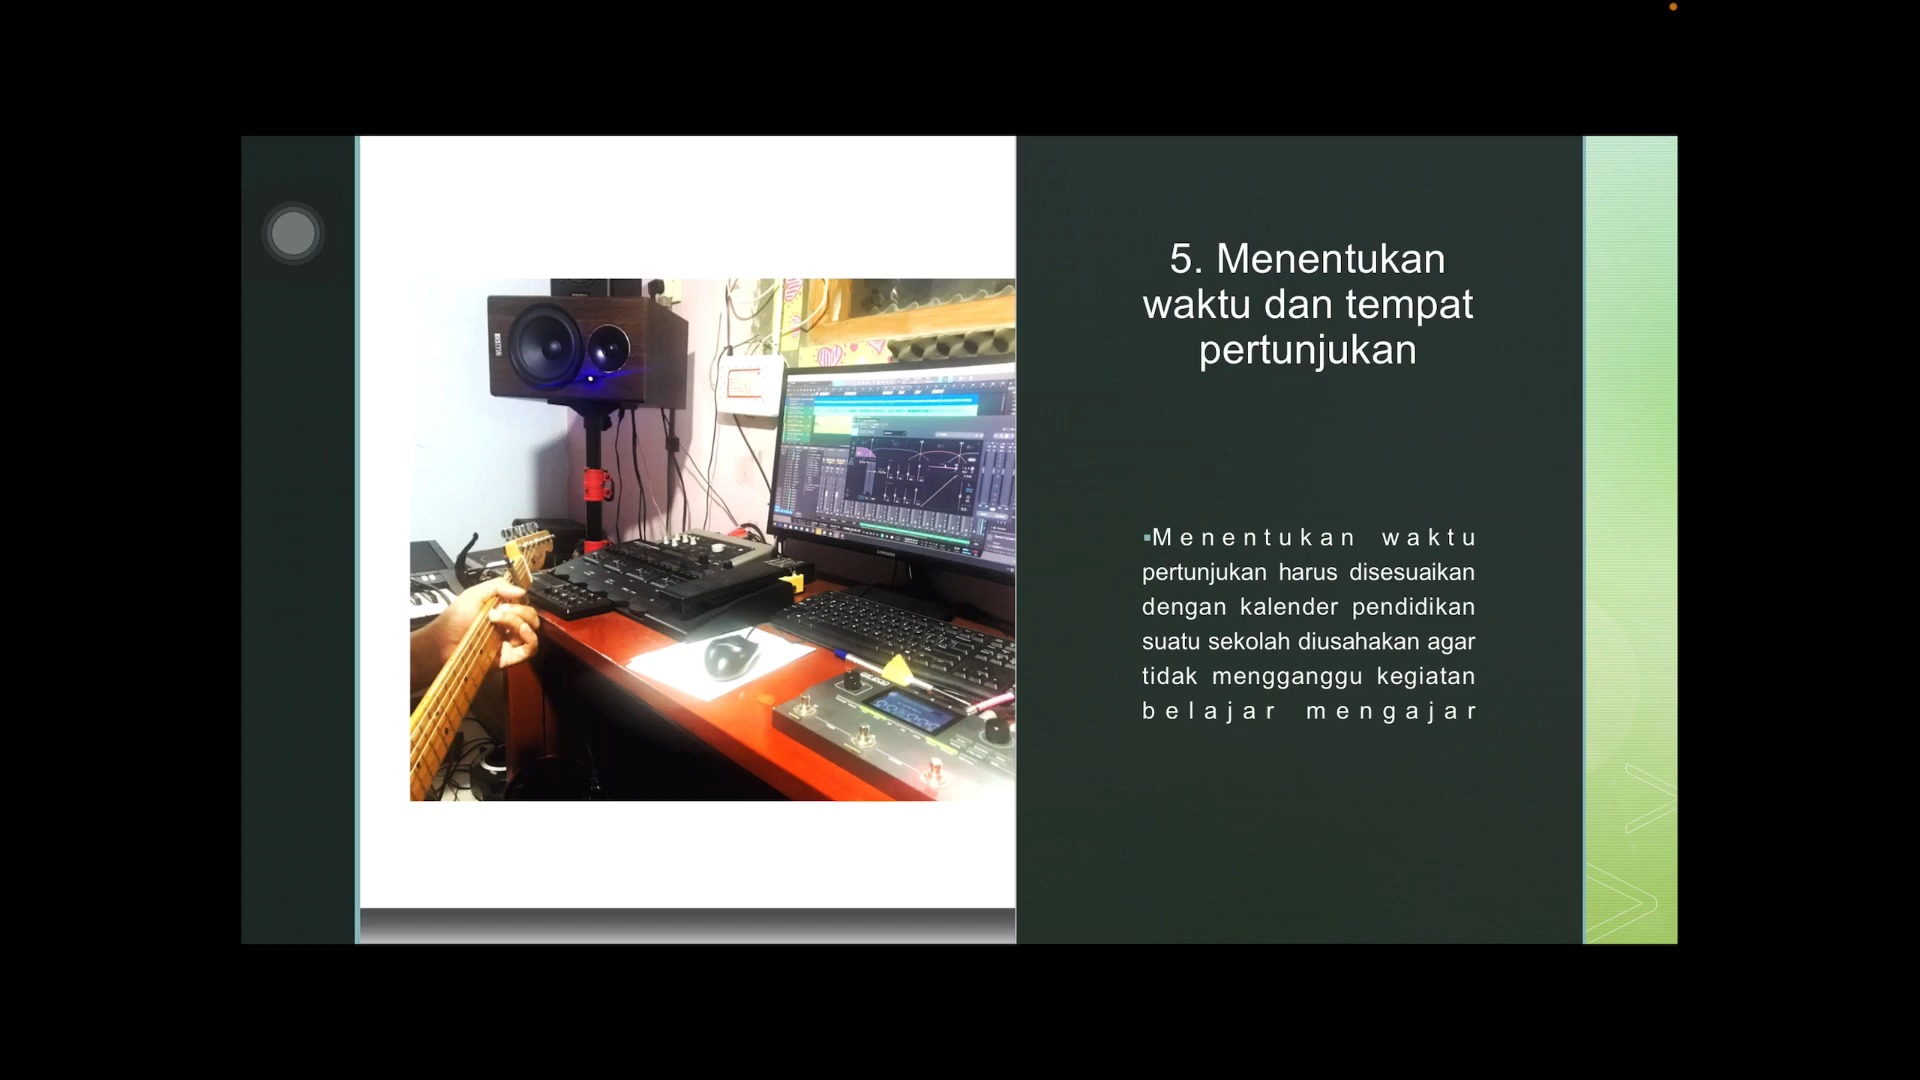 5. Menentukan
waktu dan tempat
pertunjukan
▪Menentukan waktu
pertunjukan harus disesuaikan
dengan kalender pendidikan
suatu sekolah diusahakan agar
tidak mengganggu kegiatan
belajar mengajar